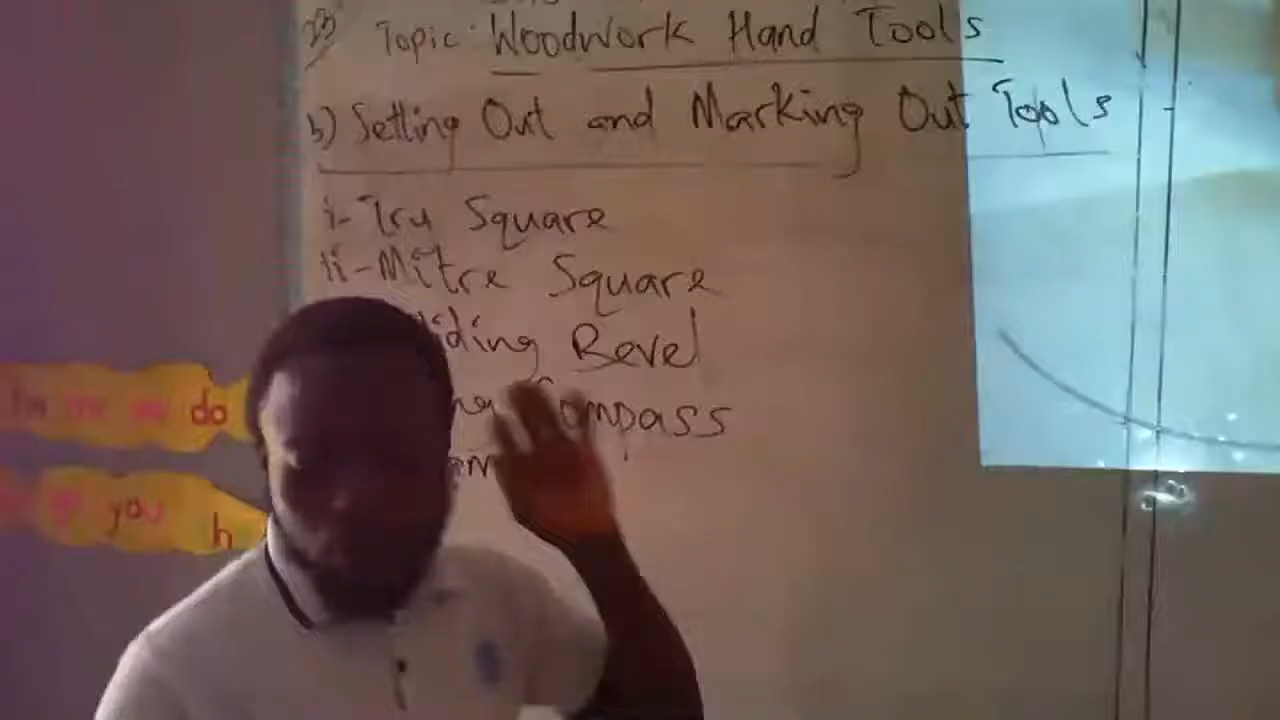 Topic: Woodwork Hand Tools
b) Setting Out and Marking Out Tools
i- Try Square
ii- Mitre Square
iding Bevel
Compass
do
you
h